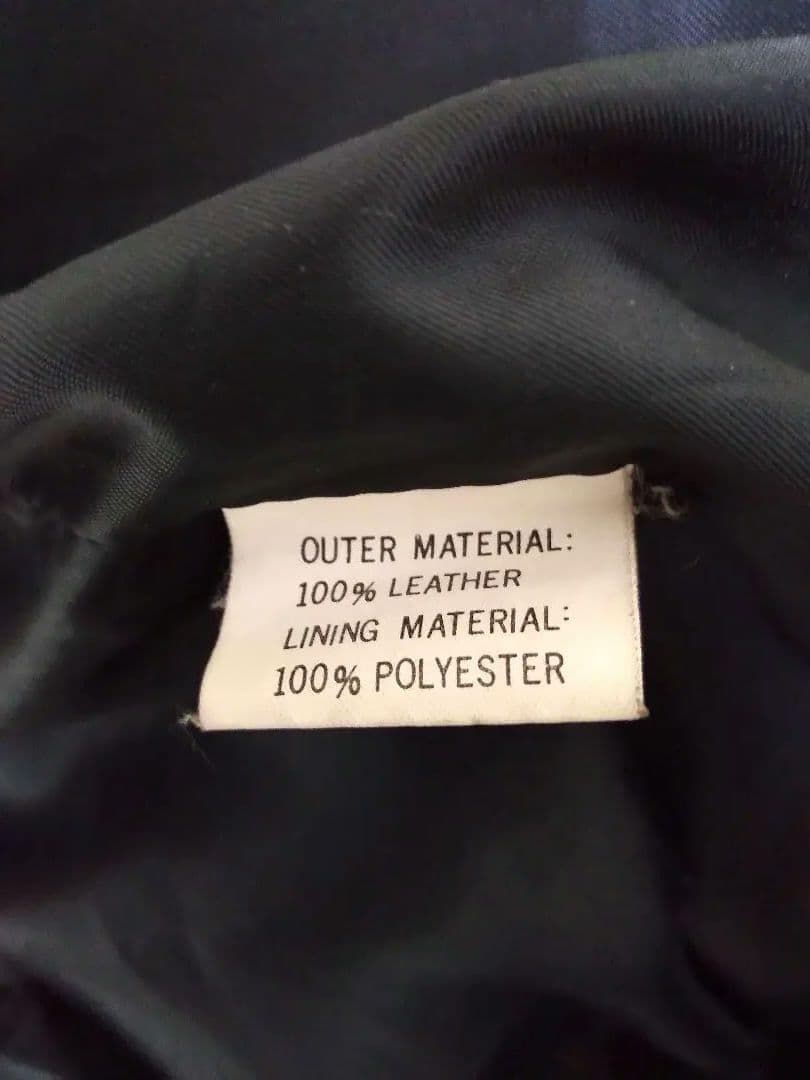 OUTER MATERIAL:
100% LEATHER
LINING MATERIAL:
100% POLYESTER